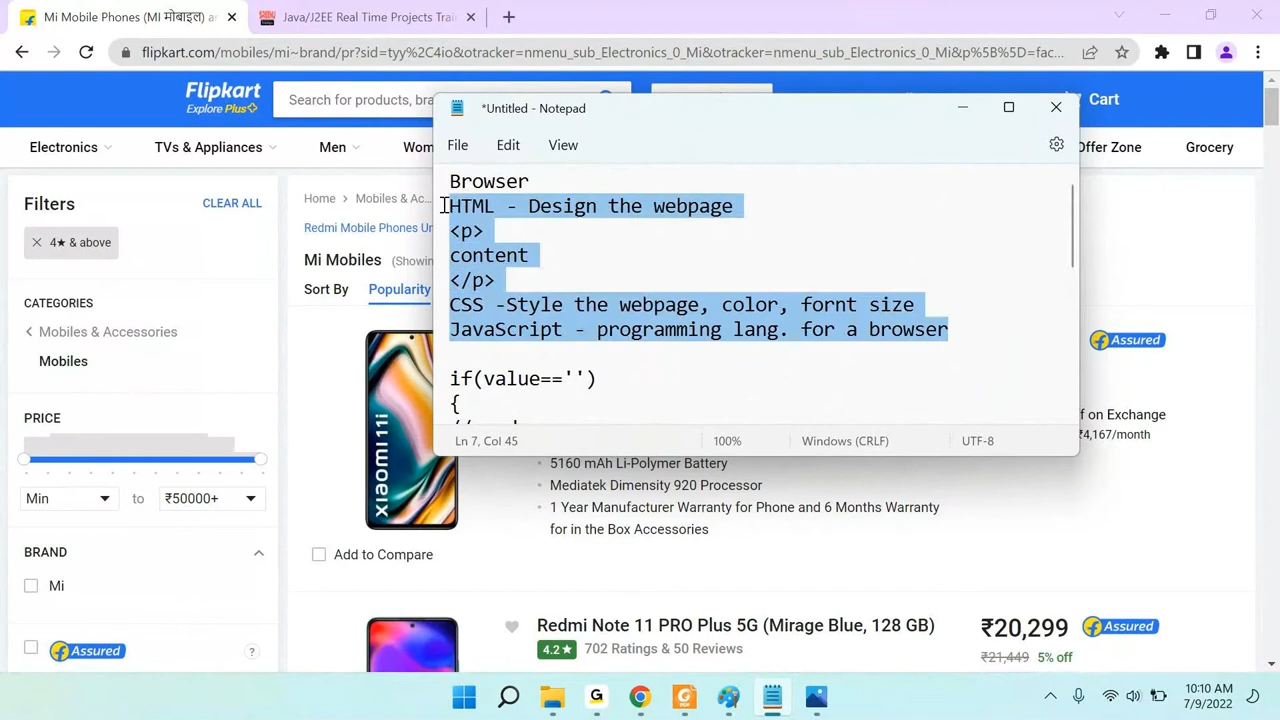 Mi Mobile Phones (MI मोबाइल) ar
Java/J2EE Real Time Projects Trai
flipkart.com/mobiles/mi~brand/pr?sid=tyy%2C4io&otracker=nmenu_sub_Electronics_0_Mi&otracker=nmenu_sub_Electronics_0_Mi&p%5B%5D=fac...
Flipkart
Explore Plus
Search for products, bra
Cart
Electronics
TVs & Appliances
Men
Wom
Offer Zone
Grocery
*Untitled - Notepad
File Edit View
Browser
HTML - Design the webpage
<p>
content
</p>
CSS -Style the webpage, color, fornt size
JavaScript - programming lang. for a browser
if(value=='')
{
Ln 7, Col 45
100%
Windows (CRLF)
UTF-8
Filters
CLEAR ALL
4★ & above
CATEGORIES
Mobiles & Accessories
Mobiles
PRICE
Min to ₹50000+
BRAND
Mi
Assured
?
Home Mobiles & Ac..
Redmi Mobile Phones Un
Mi Mobiles (Showin
Sort By Popularity
xiaomi 11i
Assured
f on Exchange
₹4,167/month
5160 mAh Li-Polymer Battery
Mediatek Dimensity 920 Processor
1 Year Manufacturer Warranty for Phone and 6 Months Warranty
for in the Box Accessories
Add to Compare
Redmi Note 11 PRO Plus 5G (Mirage Blue, 128 GB)
4.2★ 702 Ratings & 50 Reviews
₹20,299
Assured
₹21,449 5% off
10:10 AM
7/9/2022